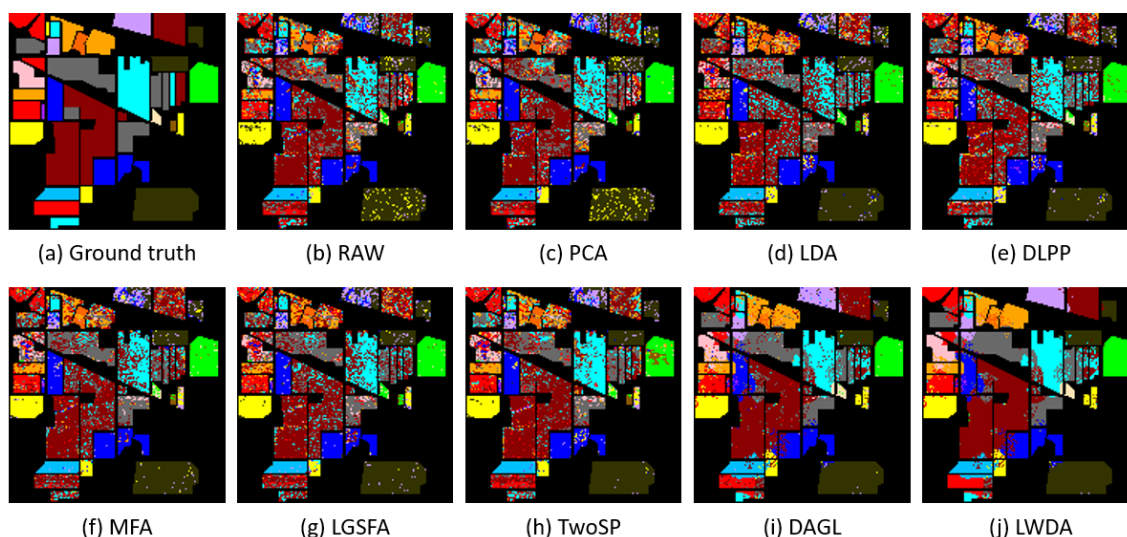 (a) Ground truth
(b) RAW
(c) PCA
(d) LDA
(e) DLPP
(f) MFA
(g) LGSFA
(h) TwoSP
(i) DAGL
(j) LWDA